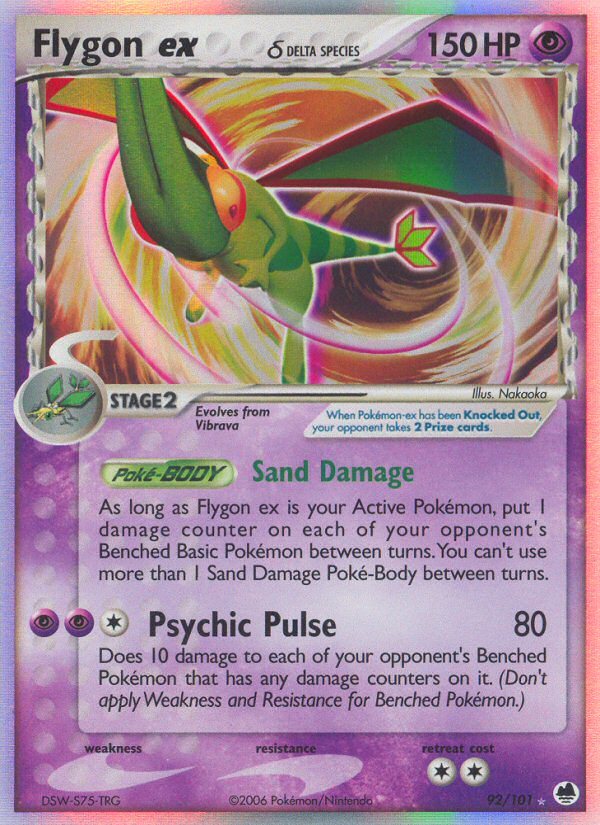 Flygon ex δ DELTA SPECIES 150 HP
Illus. Nakaoka
STAGE2
Evolves from
Vibrava
When Pokémon-ex has been Knocked Out,
your opponent takes 2 Prize cards.
Poké-BODY Sand Damage
As long as Flygon ex is your Active Pokémon, put 1
damage counter on each of your opponent's
Benched Basic Pokémon between turns. You can't use
more than 1 Sand Damage Poké-Body between turns.
Psychic Pulse 80
Does 10 damage to each of your opponent's Benched
Pokémon that has any damage counters on it. (Don't
apply Weakness and Resistance for Benched Pokémon.)
weakness resistance retreat cost
DSW-S75-TRG ©2006 Pokémon/Nintendo 92/101 ★